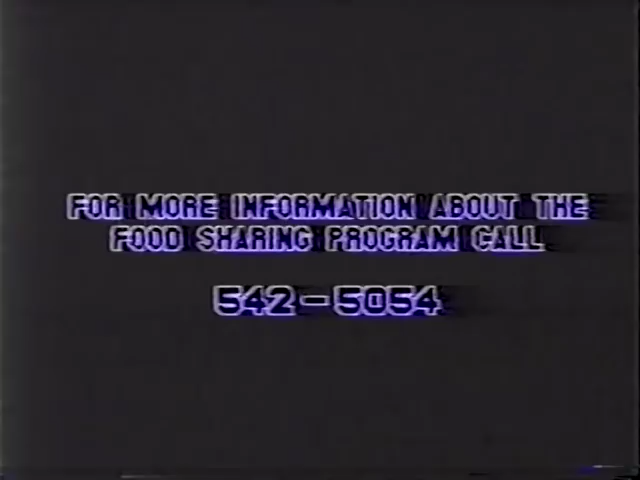 FOR MORE INFORMATION ABOUT THE
FOOD SHARING PROGRAM CALL
542-5054